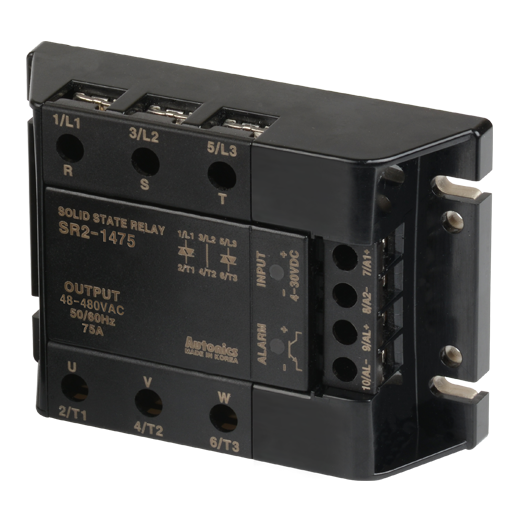 1/L1
3/L2
5/L3
R
S
T
SOLID STATE RELAY
SR2-1475
1/L1 3/L2 5/L3
2/T1 4/T2 6/T3
OUTPUT
48-480VAC
50/60Hz
75A
Autonics
MADE IN KOREA
INPUT
- +
4-30VDC
ALARM
7/A1+
8/A2-
9/AL+
10/AL-
U
V
W
2/T1
4/T2
6/T3